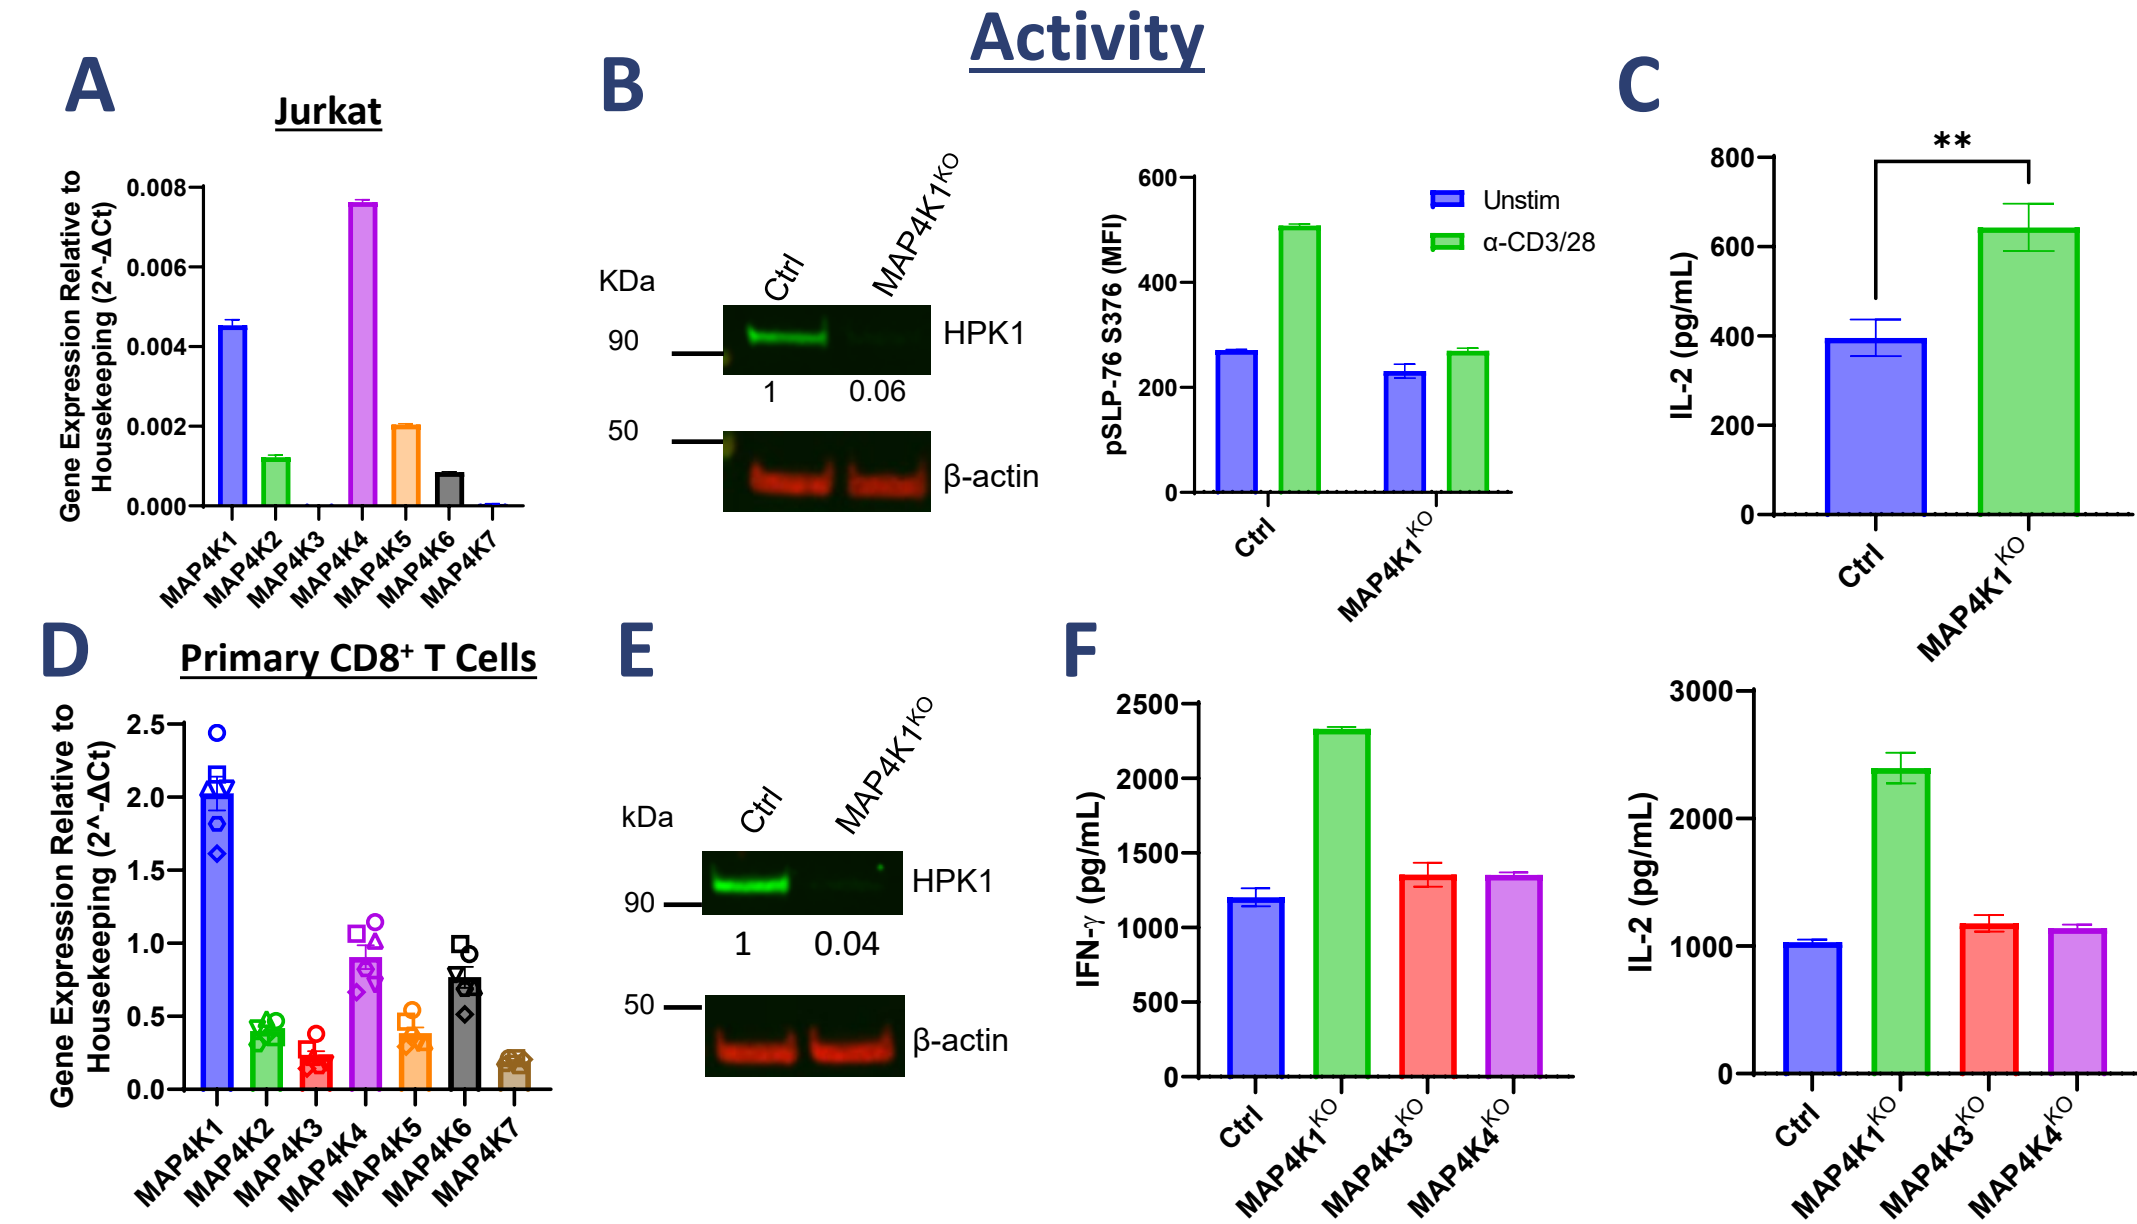 Activity
A
Jurkat
Gene Expression Relative to
Housekeeping (2^-ΔCt)
0.008
0.006
0.004
0.002
0.000
MAP4K1
MAP4K2
MAP4K3
MAP4K4
MAP4K5
MAP4K6
MAP4K7
B
KDa
Ctrl
MAP4K1KO
90
HPK1
1 0.06
50
β-actin
pSLP-76 S376 (MFI)
600
400
200
0
Unstim
α-CD3/28
Ctrl
MAP4K1KO
C
**
IL-2 (pg/mL)
800
600
400
200
0
Ctrl
MAP4K1KO
D
Primary CD8+ T Cells
Gene Expression Relative to
Housekeeping (2^-ΔCt)
2.5
2.0
1.5
1.0
0.5
0.0
MAP4K1
MAP4K2
MAP4K3
MAP4K4
MAP4K5
MAP4K6
MAP4K7
E
kDa
Ctrl
MAP4K1KO
90
HPK1
1 0.04
50
β-actin
F
IFN-γ (pg/mL)
2500
2000
1500
1000
500
0
Ctrl
MAP4K1KO
MAP4K3KO
MAP4K4KO
IL-2 (pg/mL)
3000
2000
1000
0
Ctrl
MAP4K1KO
MAP4K3KO
MAP4K4KO